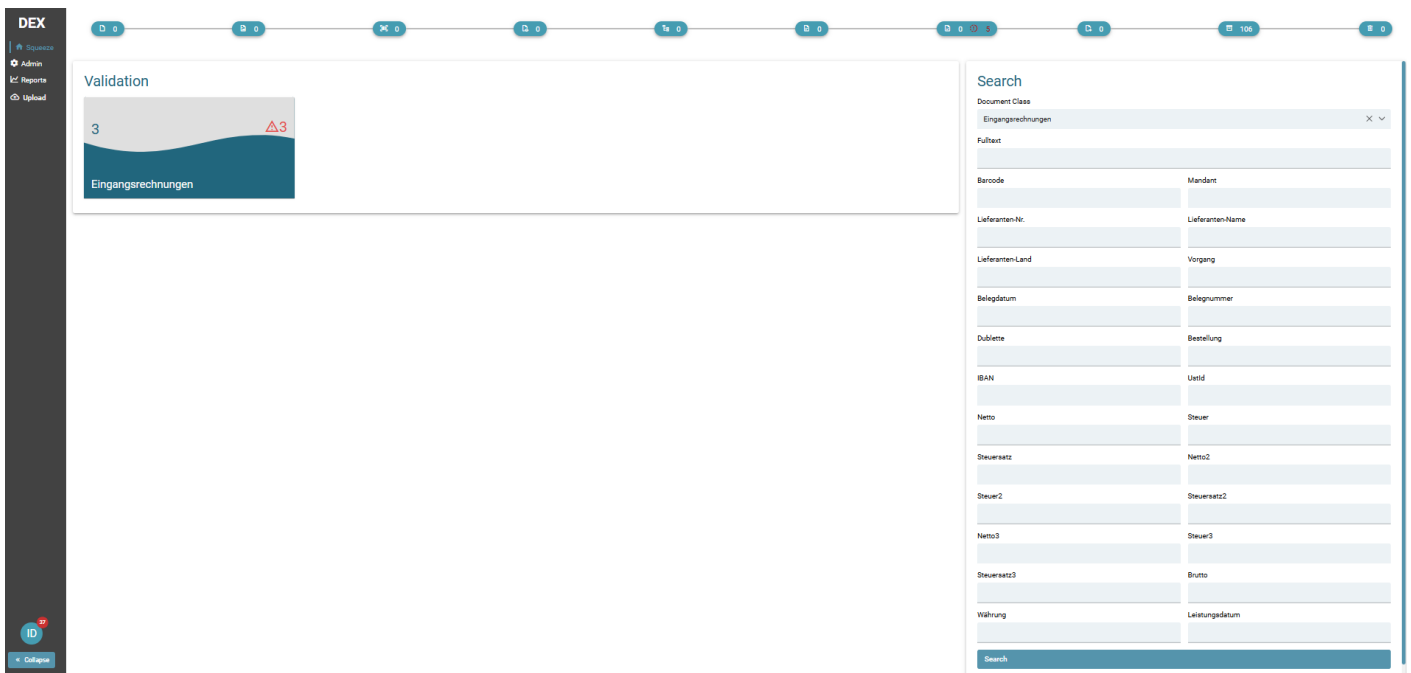 DEX
Squeeze
Admin
Reports
Upload
0
0
0
0
0
0
0 5
0
106
0
Validation
3 3
Eingangsrechnungen
Search
Document Class
Eingangsrechnungen
Fulltext
Barcode Mandant
Lieferanten-Nr. Lieferanten-Name
Lieferanten-Land Vorgang
Belegdatum Belegnummer
Dublette Bestellung
IBAN UstId
Netto Steuer
Steuersatz Netto2
Steuer2 Steuersatz2
Netto3 Steuer3
Steuersatz3 Brutto
Währung Leistungsdatum
Search
37
ID
« Collapse